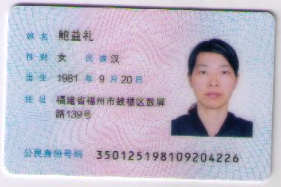 姓名 鲍益礼
性别 女 民族 汉
出生 1981 年 9 月 20 日
住址 福建省福州市鼓楼区鼓屏
路139号
公民身份号码 350125198109204226